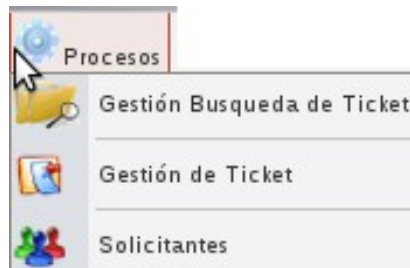 Procesos
Gestión Busqueda de Ticket
Gestión de Ticket
Solicitantes